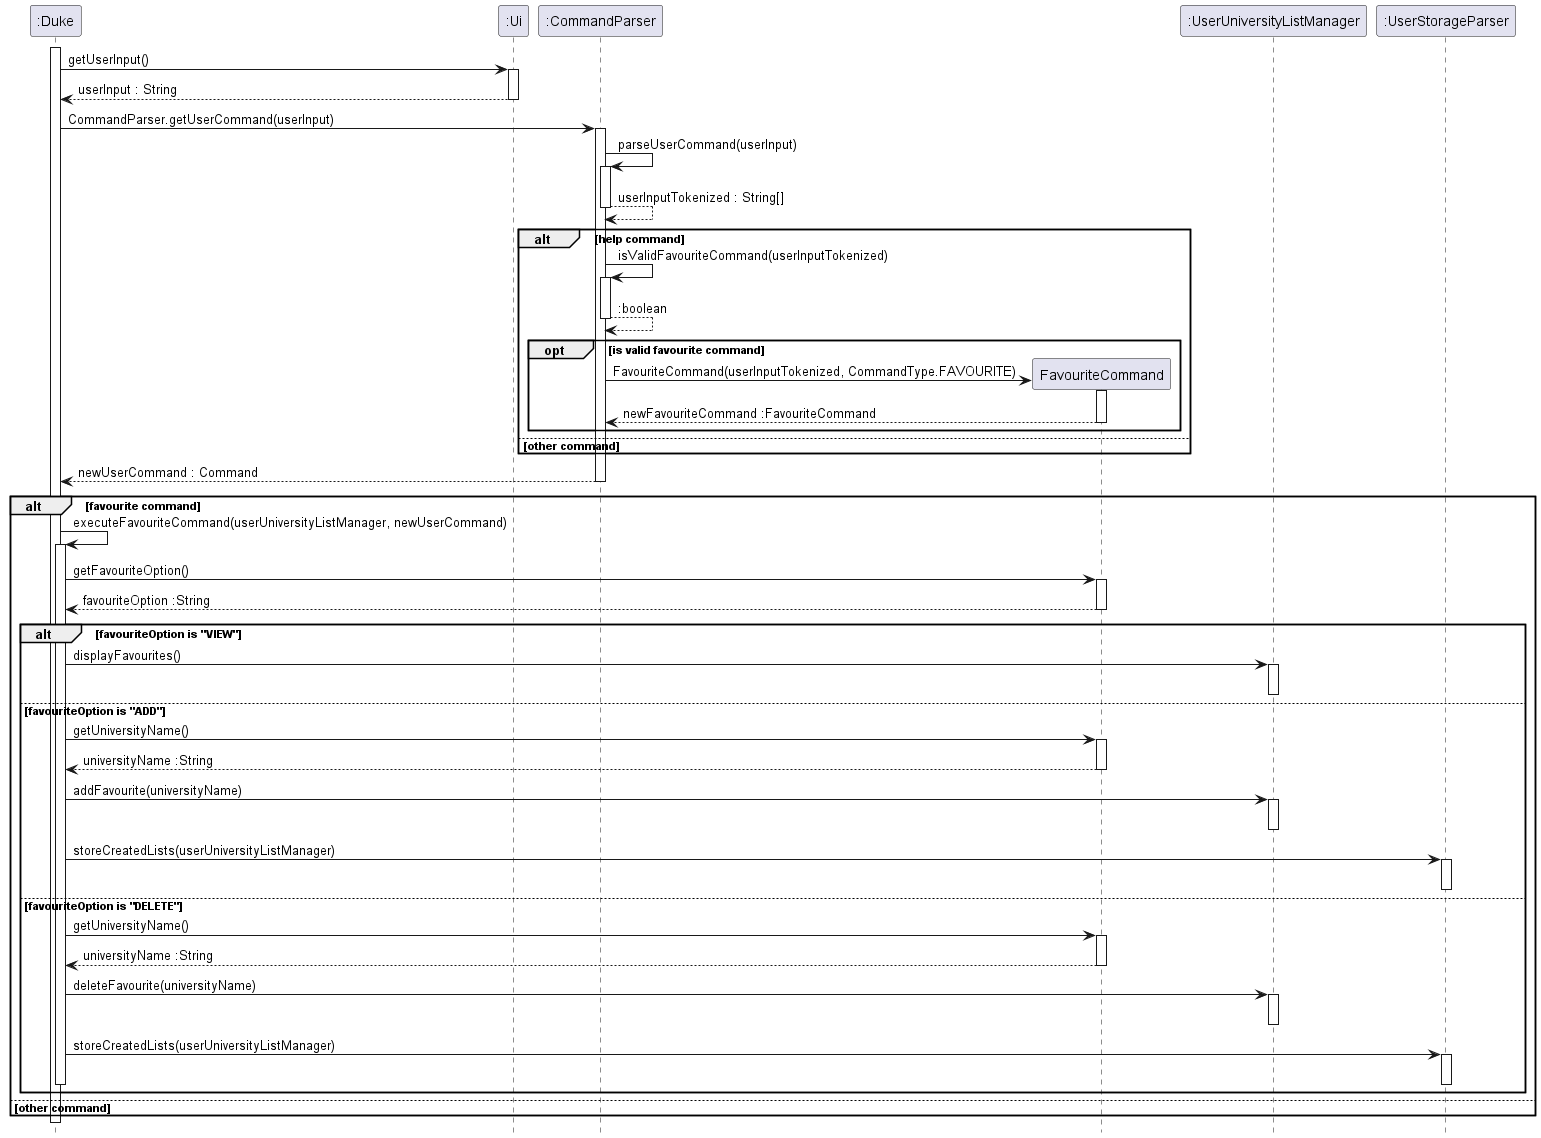 :Duke
:Ui
:CommandParser
:UserUniversityListManager
:UserStorageParser
getUserInput()
userInput : String
CommandParser.getUserCommand(userInput)
parseUserCommand(userInput)
userInputTokenized : String[]
alt
[help command]
isValidFavouriteCommand(userInputTokenized)
:boolean
opt
[is valid favourite command]
FavouriteCommand(userInputTokenized, CommandType.FAVOURITE)
FavouriteCommand
newFavouriteCommand :FavouriteCommand
[other command]
newUserCommand : Command
alt
[favourite command]
executeFavouriteCommand(userUniversityListManager, newUserCommand)
getFavouriteOption()
favouriteOption :String
alt
[favouriteOption is "VIEW"]
displayFavourites()
[favouriteOption is "ADD"]
getUniversityName()
universityName :String
addFavourite(universityName)
storeCreatedLists(userUniversityListManager)
[favouriteOption is "DELETE"]
getUniversityName()
universityName :String
deleteFavourite(universityName)
storeCreatedLists(userUniversityListManager)
[other command]